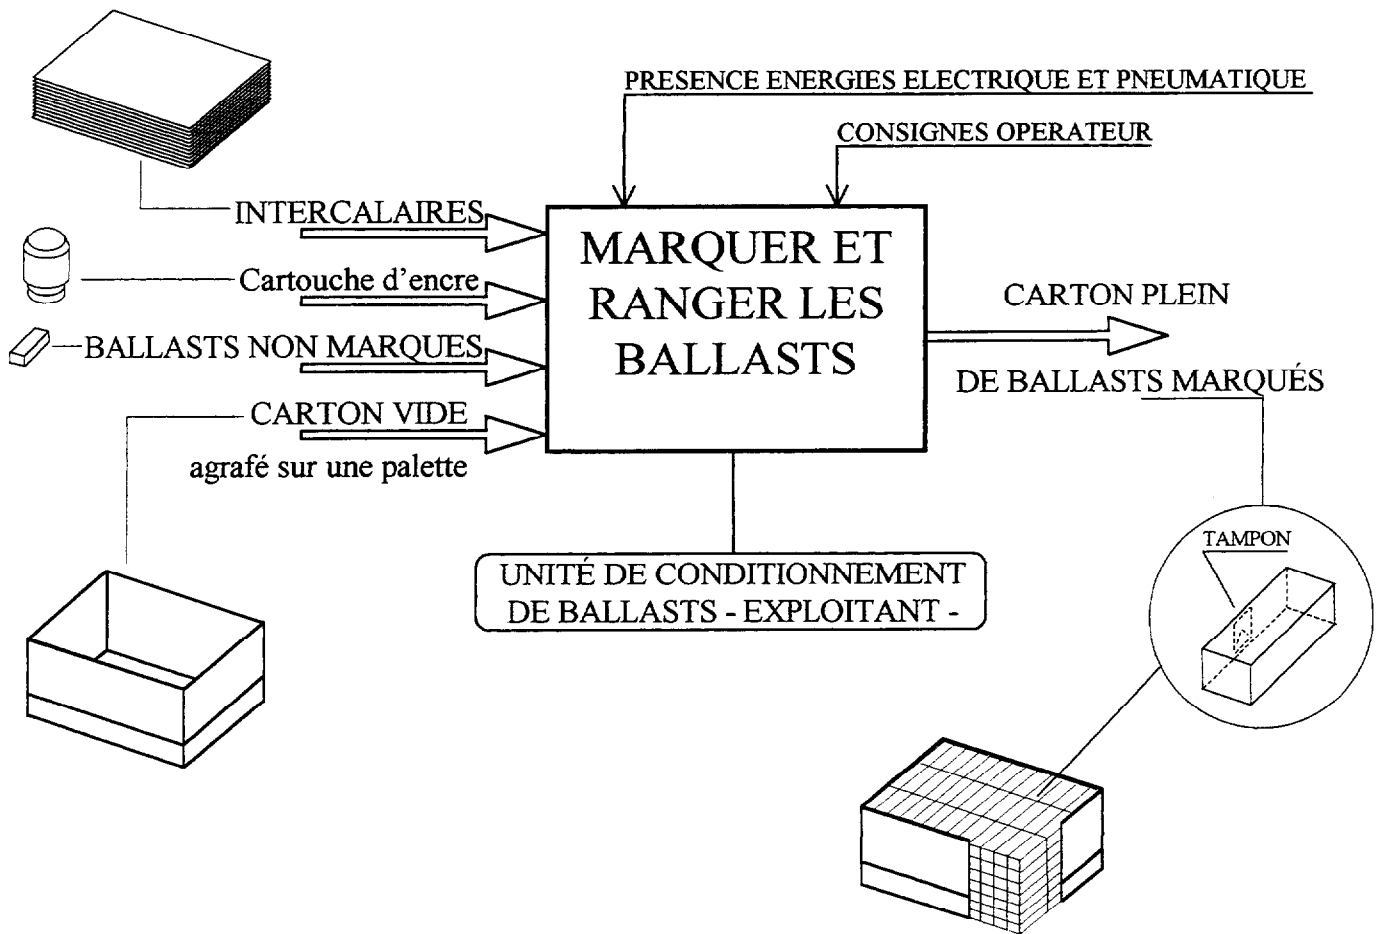 PRESENCE ENERGIES ELECTRIQUE ET PNEUMATIQUE
CONSIGNES OPERATEUR
INTERCALAIRES
Cartouche d'encre
BALLASTS NON MARQUES
CARTON VIDE
agrafé sur une palette
MARQUER ET
RANGER LES
BALLASTS
CARTON PLEIN
DE BALLASTS MARQUÉS
UNITÉ DE CONDITIONNEMENT
DE BALLASTS - EXPLOITANT -
TAMPON